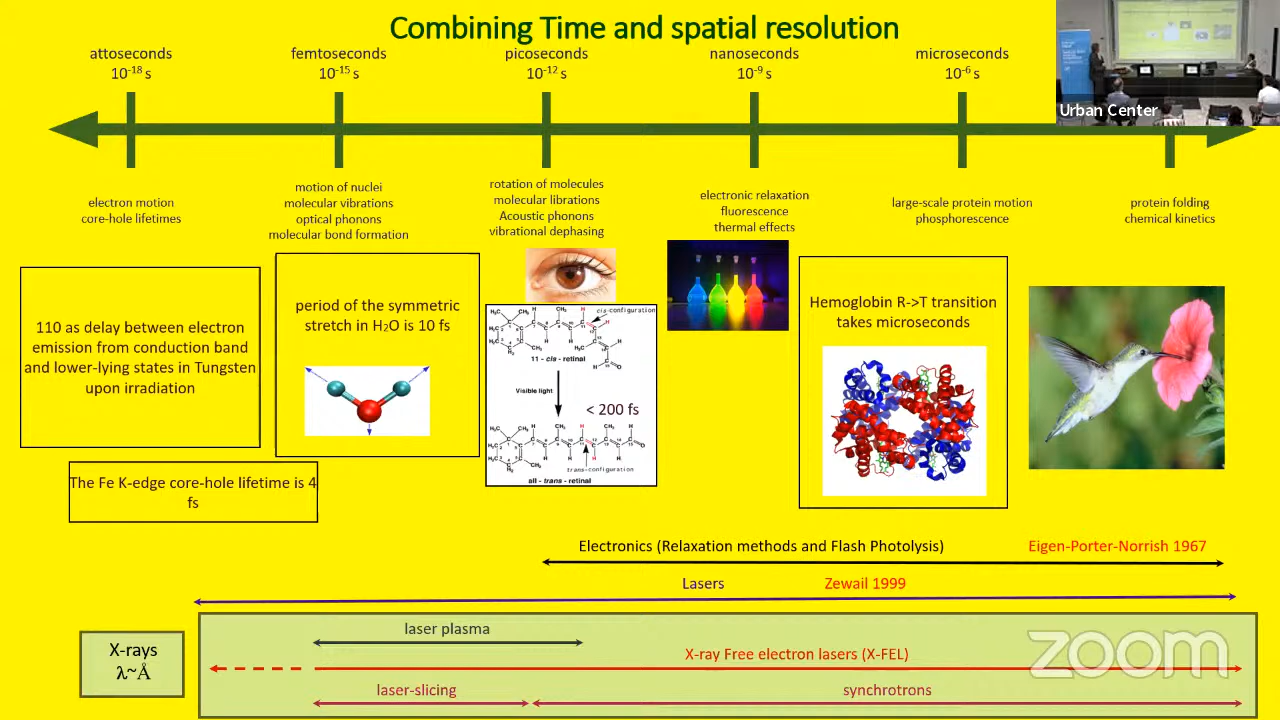 Combining Time and spatial resolution
attoseconds
10⁻¹⁸ s
femtoseconds
10⁻¹⁵ s
picoseconds
10⁻¹² s
nanoseconds
10⁻⁹ s
microseconds
10⁻⁶ s
Urban Center
electron motion
core-hole lifetimes
motion of nuclei
molecular vibrations
optical phonons
molecular bond formation
rotation of molecules
molecular librations
Acoustic phonons
vibrational dephasing
electronic relaxation
fluorescence
thermal effects
large-scale protein motion
phosphorescence
protein folding
chemical kinetics
110 as delay between electron
emission from conduction band
and lower-lying states in Tungsten
upon irradiation
The Fe K-edge core-hole lifetime is 4
fs
period of the symmetric
stretch in H₂O is 10 fs
cis-configuration
11 - cis - retinal
Visible light
< 200 fs
trans-configuration
all - trans - retinal
Hemoglobin R->T transition
takes microseconds
Electronics (Relaxation methods and Flash Photolysis)
Eigen-Porter-Norrish 1967
Lasers
Zewail 1999
X-rays
λ~Å
laser plasma
X-ray Free electron lasers (X-FEL)
laser-slicing
synchrotrons
zoom